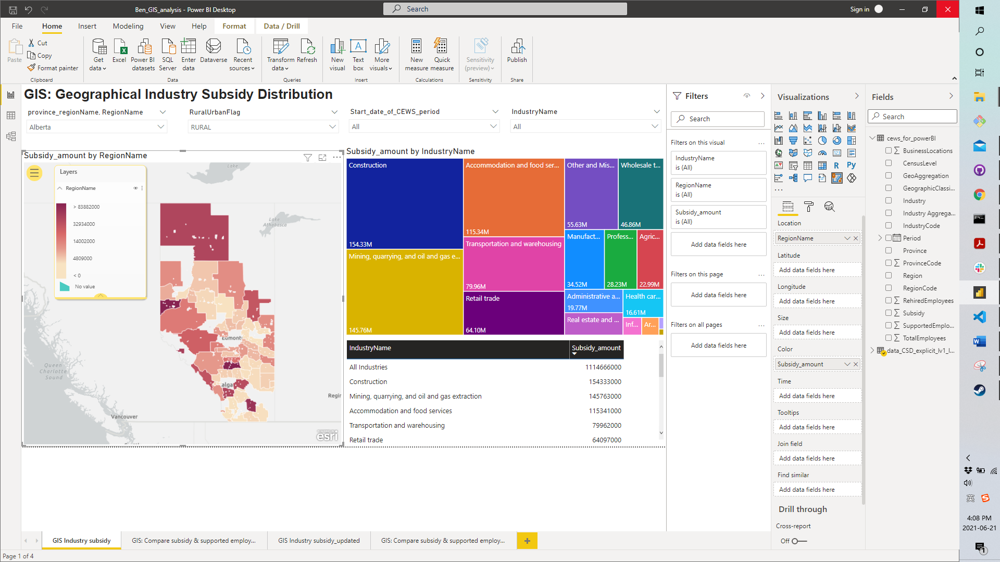 Ben_GIS_analysis - Power BI Desktop
Search
Sign in
File
Home
Insert
Modeling
View
Help
Format
Data / Drill
Paste
Cut
Copy
Format painter
Clipboard
Get data
Excel
Power BI datasets
SQL Server
Enter data
Dataverse
Recent sources
Data
Transform data
Refresh
Queries
New visual
Text box
More visuals
Insert
New measure
Quick measure
Calculations
Sensitivity (preview)
Sensitivity
Publish
Share
GIS: Geographical Industry Subsidy Distribution
province_regionName, RegionName
Alberta
RuralUrbanFlag
RURAL
Start_date_of_CEWS_period
All
IndustryName
All
Subsidy_amount by RegionName
Layers
RegionName
> 83882000
32934000
14002000
4809000
< 0
No value
Lake
Lake Athabasca
Edmont
algar
Queen Charlotte Sound
Vancouver
Regin
POWERED BY
esri
Subsidy_amount by IndustryName
Construction
154.33M
Mining, quarrying, and oil and gas e...
145.76M
Accommodation and food ser...
115.34M
Transportation and warehousing
79.96M
Retail trade
64.10M
Other and Mis...
55.63M
Wholesale t...
46.86M
Manufact...
34.52M
Profess...
28.23M
Agric...
22.99M
Administrative a...
19.77M
Health car...
16.61M
Real estate and ...
Inf...
Ar...
IndustryName
Subsidy_amount
All Industries
1114666000
Construction
154333000
Mining, quarrying, and oil and gas extraction
145763000
Accommodation and food services
115341000
Transportation and warehousing
79962000
Retail trade
64097000
Filters
Search
Filters on this visual
...
IndustryName
is (All)
RegionName
is (All)
Subsidy_amount
is (All)
Add data fields here
Filters on this page
...
Add data fields here
Filters on all pages
...
Add data fields here
Visualizations
R
Py
123
...
Location
RegionName
Latitude
Add data fields here
Longitude
Add data fields here
Size
Add data fields here
Color
Subsidy_amount
Time
Add data fields here
Tooltips
Add data fields here
Join field
Add data fields here
Find similar
Add data fields here
Drill through
Cross-report
Off
Fields
Search
cews_for_powerBI
BusinessLocations
CensusLevel
GeoAggregation
GeographicClassi...
Industry
Industry Aggrega...
IndustryCode
Period
Province
ProvinceCode
Region
RegionCode
RehiredEmployees
Subsidy
SupportedEmplo...
TotalEmployees
data_CSD_explicit_lv1_l...
GIS Industry subsidy
GIS: Compare subsidy & supported employ...
GIS Industry subsidy_updated
GIS: Compare subsidy & supported employ...
Page 1 of 4
英
4:08 PM
2021-06-21
1